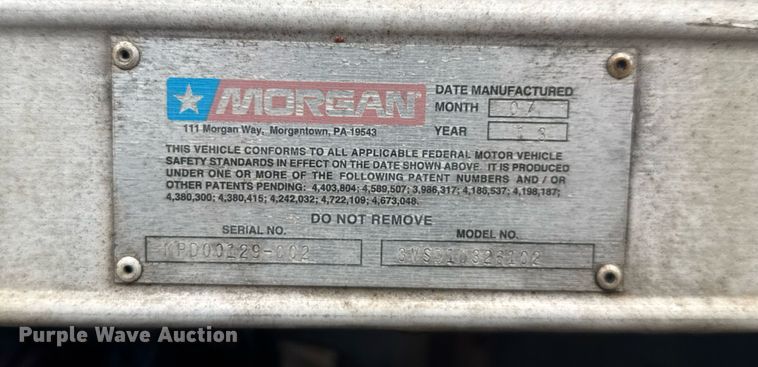 MORGAN
111 Morgan Way, Morgantown, PA 19543
DATE MANUFACTURED
MONTH 07
YEAR 13
THIS VEHICLE CONFORMS TO ALL APPLICABLE FEDERAL MOTOR VEHICLE
SAFETY STANDARDS IN EFFECT ON THE DATE SHOWN ABOVE. IT IS PRODUCED
UNDER ONE OR MORE OF THE FOLLOWING PATENT NUMBERS AND / OR
OTHER PATENTS PENDING: 4,403,804; 4,589,507; 3,986,317; 4,186,537; 4,198,187;
4,380,300; 4,380,415; 4,242,032; 4,722,109; 4,673,048.
DO NOT REMOVE
SERIAL NO.
MODEL NO.
Purple Wave Auction